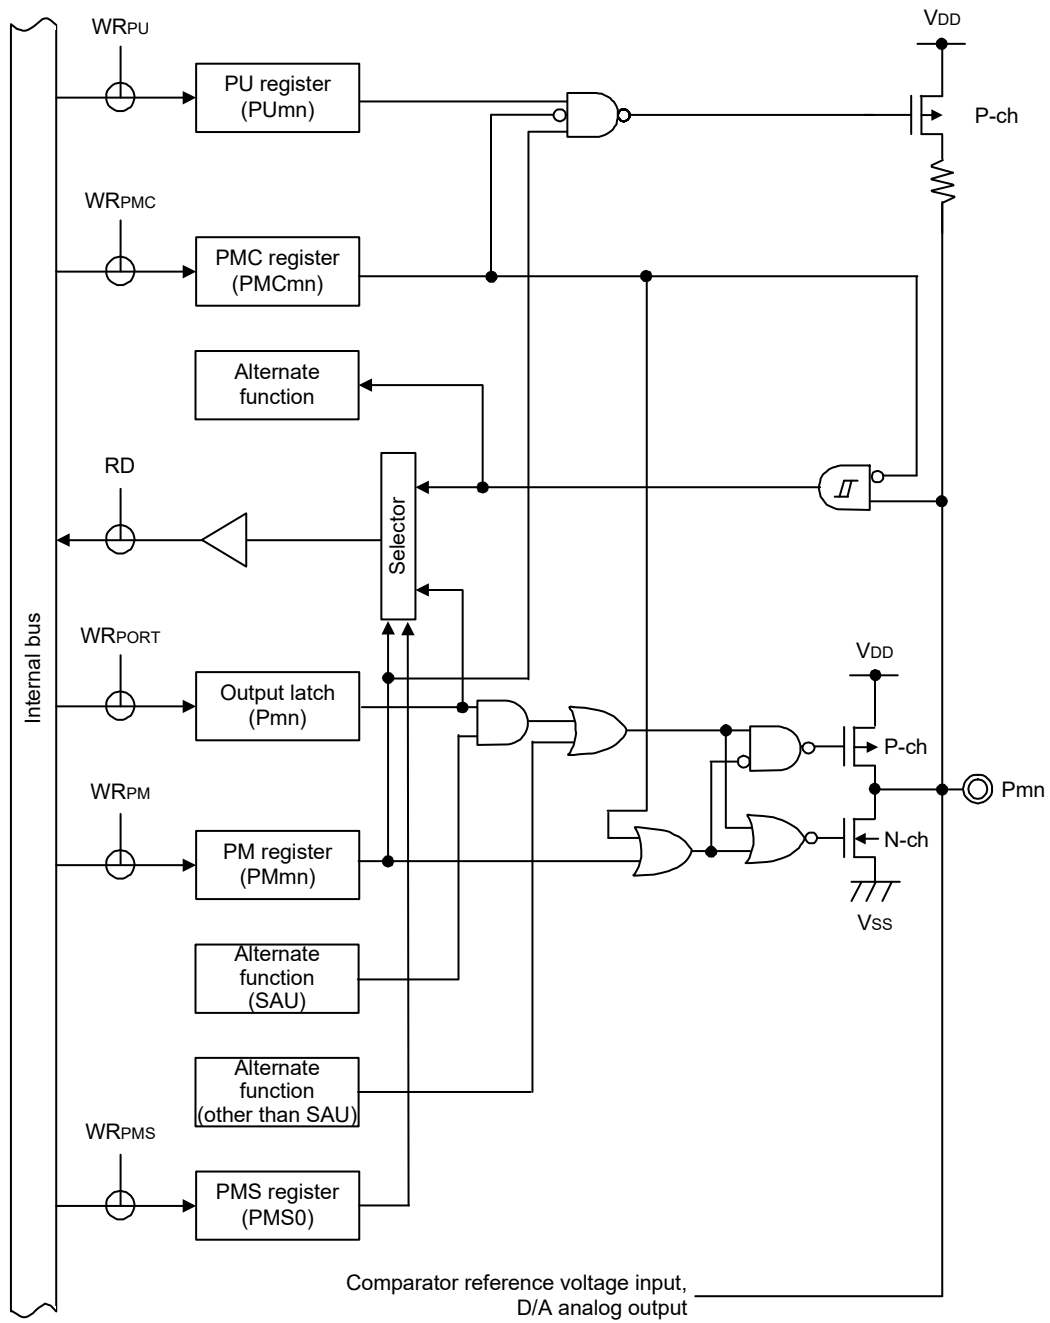 WRPU
VDD
PU register
(PUmn)
P-ch
WRPMC
PMC register
(PMCmn)
Alternate
function
RD
Selector
Internal bus
WRPORT
Output latch
(Pmn)
VDD
P-ch
Pmn
WRPM
PM register
(PMmn)
N-ch
VSS
Alternate
function
(SAU)
Alternate
function
(other than SAU)
WRPMS
PMS register
(PMS0)
Comparator reference voltage input,
D/A analog output